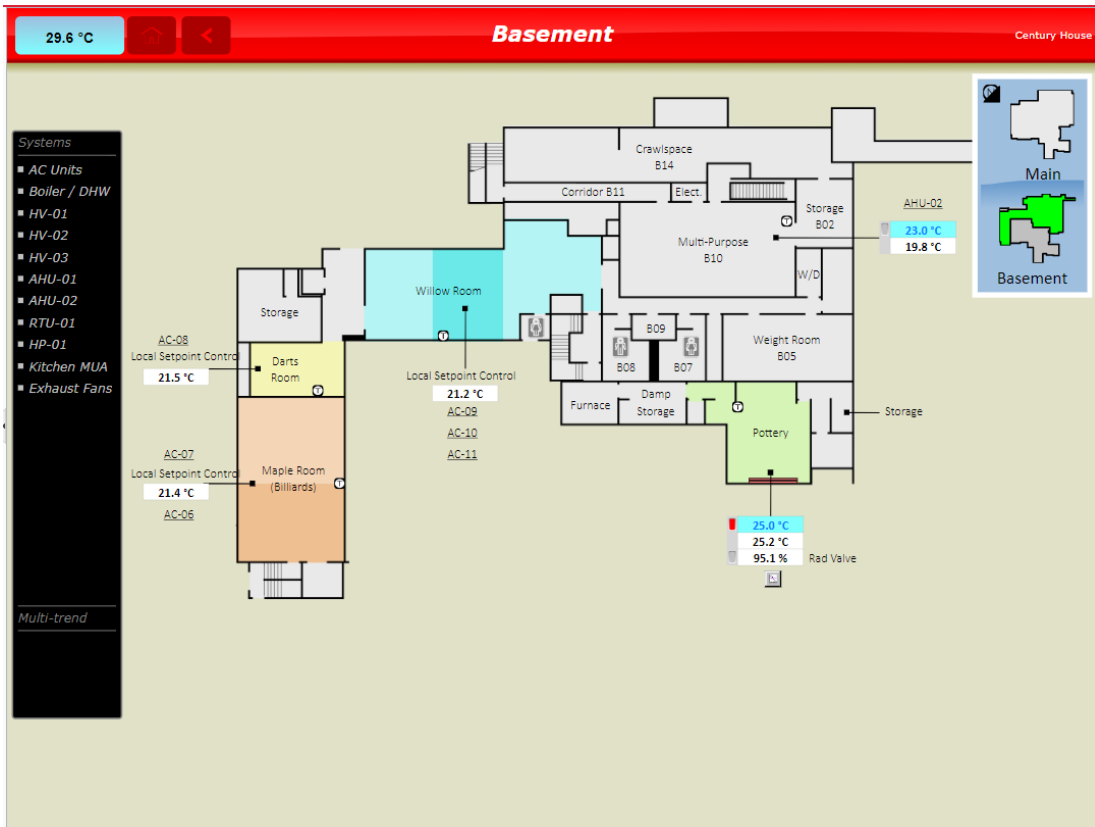 29.6 °C
Basement
Century House
Systems
AC Units
Boiler / DHW
HV-01
HV-02
HV-03
AHU-01
AHU-02
RTU-01
HP-01
Kitchen MUA
Exhaust Fans
Multi-trend
Main
Basement
Crawlspace
B14
Corridor B11
Elect.
Storage
B02
AHU-02
23.0 °C
19.8 °C
Multi-Purpose
B10
W/D
Willow Room
Storage
B09
B08
B07
Weight Room
B05
AC-08
Local Setpoint Control
21.5 °C
Darts
Room
Local Setpoint Control
21.2 °C
AC-09
AC-10
AC-11
Furnace
Damp
Storage
Storage
Pottery
AC-07
Local Setpoint Control
21.4 °C
AC-06
Maple Room
(Billiards)
25.0 °C
25.2 °C
95.1 %
Rad Valve